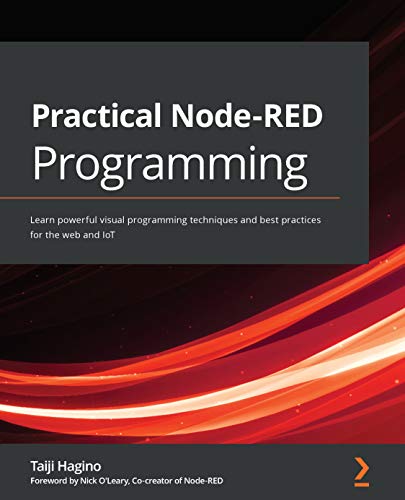 Practical Node-RED
Programming
Learn powerful visual programming techniques and best practices
for the web and IoT
Taiji Hagino
Foreword by Nick O'Leary, Co-creator of Node-RED